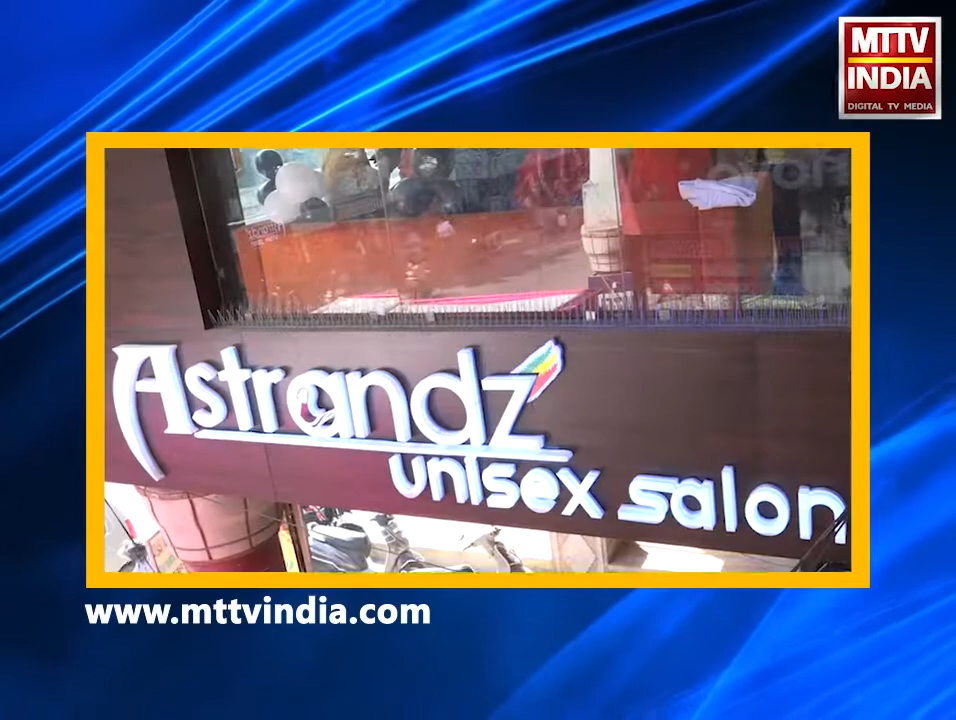 MTTV
INDIA
DIGITAL TV MEDIA
Astrandz
unisex salon
www.mttvindia.com